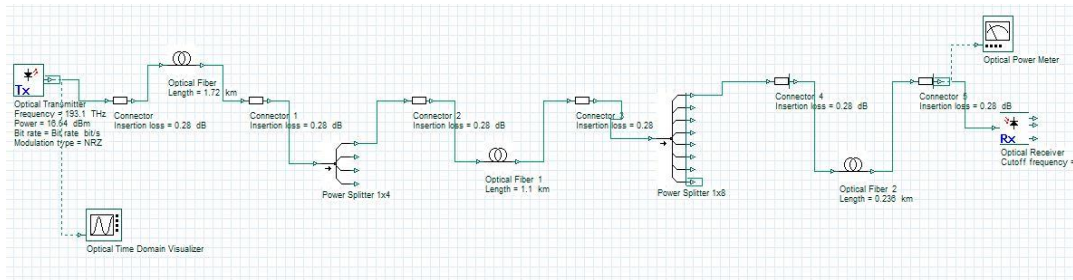 Tx
Optical Transmitter
Frequency = 193.1 THz
Power = 16.54 dBm
Bit rate = Bit rate bit/s
Modulation type = NRZ
Optical Time Domain Visualizer
Connector
Insertion loss = 0.28 dB
Optical Fiber
Length = 1.72 km
Connector 1
Insertion loss = 0.28 dB
Power Splitter 1x4
Connector 2
Insertion loss = 0.28 dB
Optical Fiber 1
Length = 1.1 km
Connector 3
Insertion loss = 0.28
Power Splitter 1x8
Connector 4
Insertion loss = 0.28 dB
Optical Fiber 2
Length = 0.236 km
Connector 5
Insertion loss = 0.28 dB
Optical Power Meter
Rx
Optical Receiver
Cutoff frequency =